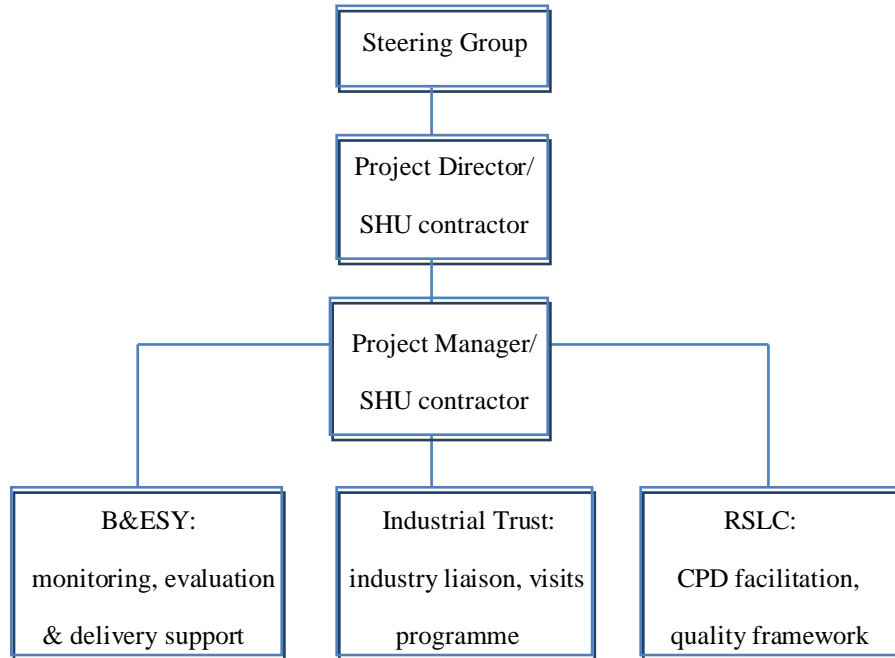 Steering Group
Project Director/
SHU contractor
Project Manager/
SHU contractor
B&ESY:
monitoring, evaluation
& delivery support
Industrial Trust:
industry liaison, visits
programme
RSLC:
CPD facilitation,
quality framework